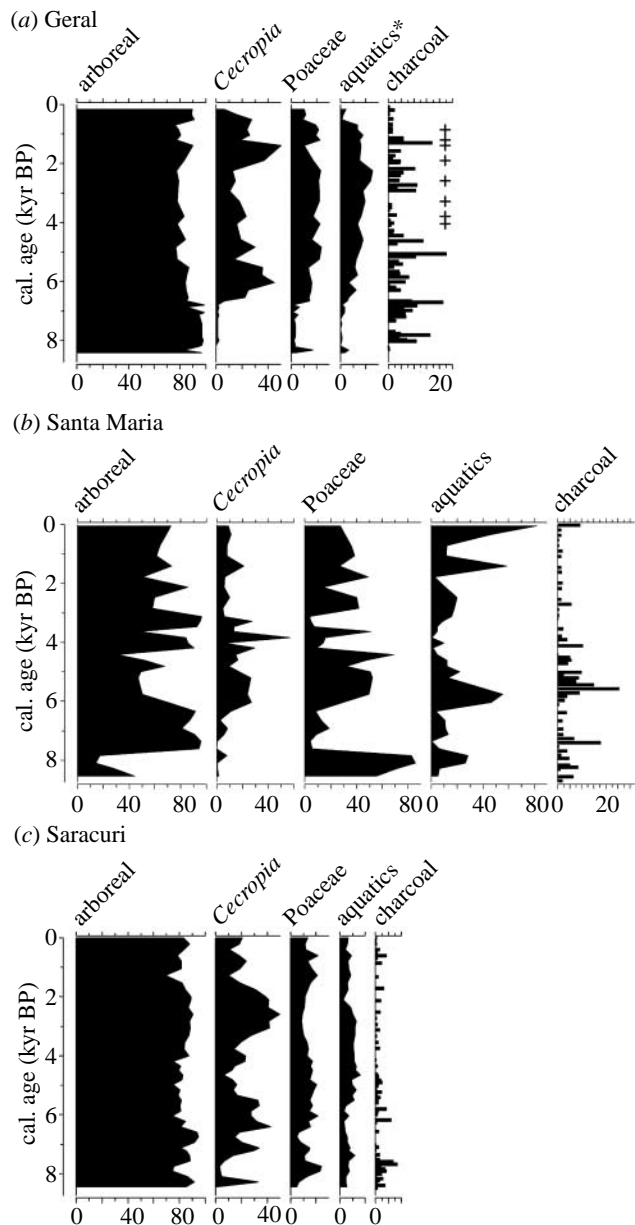 (a) Geral
arboreal Cecropia Poaceae aquatics* charcoal
cal. age (kyr BP)
0
2
4
6
8
0 40 80 0 40 0 0 0 20
(b) Santa Maria
arboreal Cecropia Poaceae aquatics charcoal
cal. age (kyr BP)
0
2
4
6
8
0 40 80 0 40 0 40 80 0 40 80 0 20
(c) Saracuri
arboreal Cecropia Poaceae aquatics charcoal
cal. age (kyr BP)
0
2
4
6
8
0 40 80 0 40 0 0 0